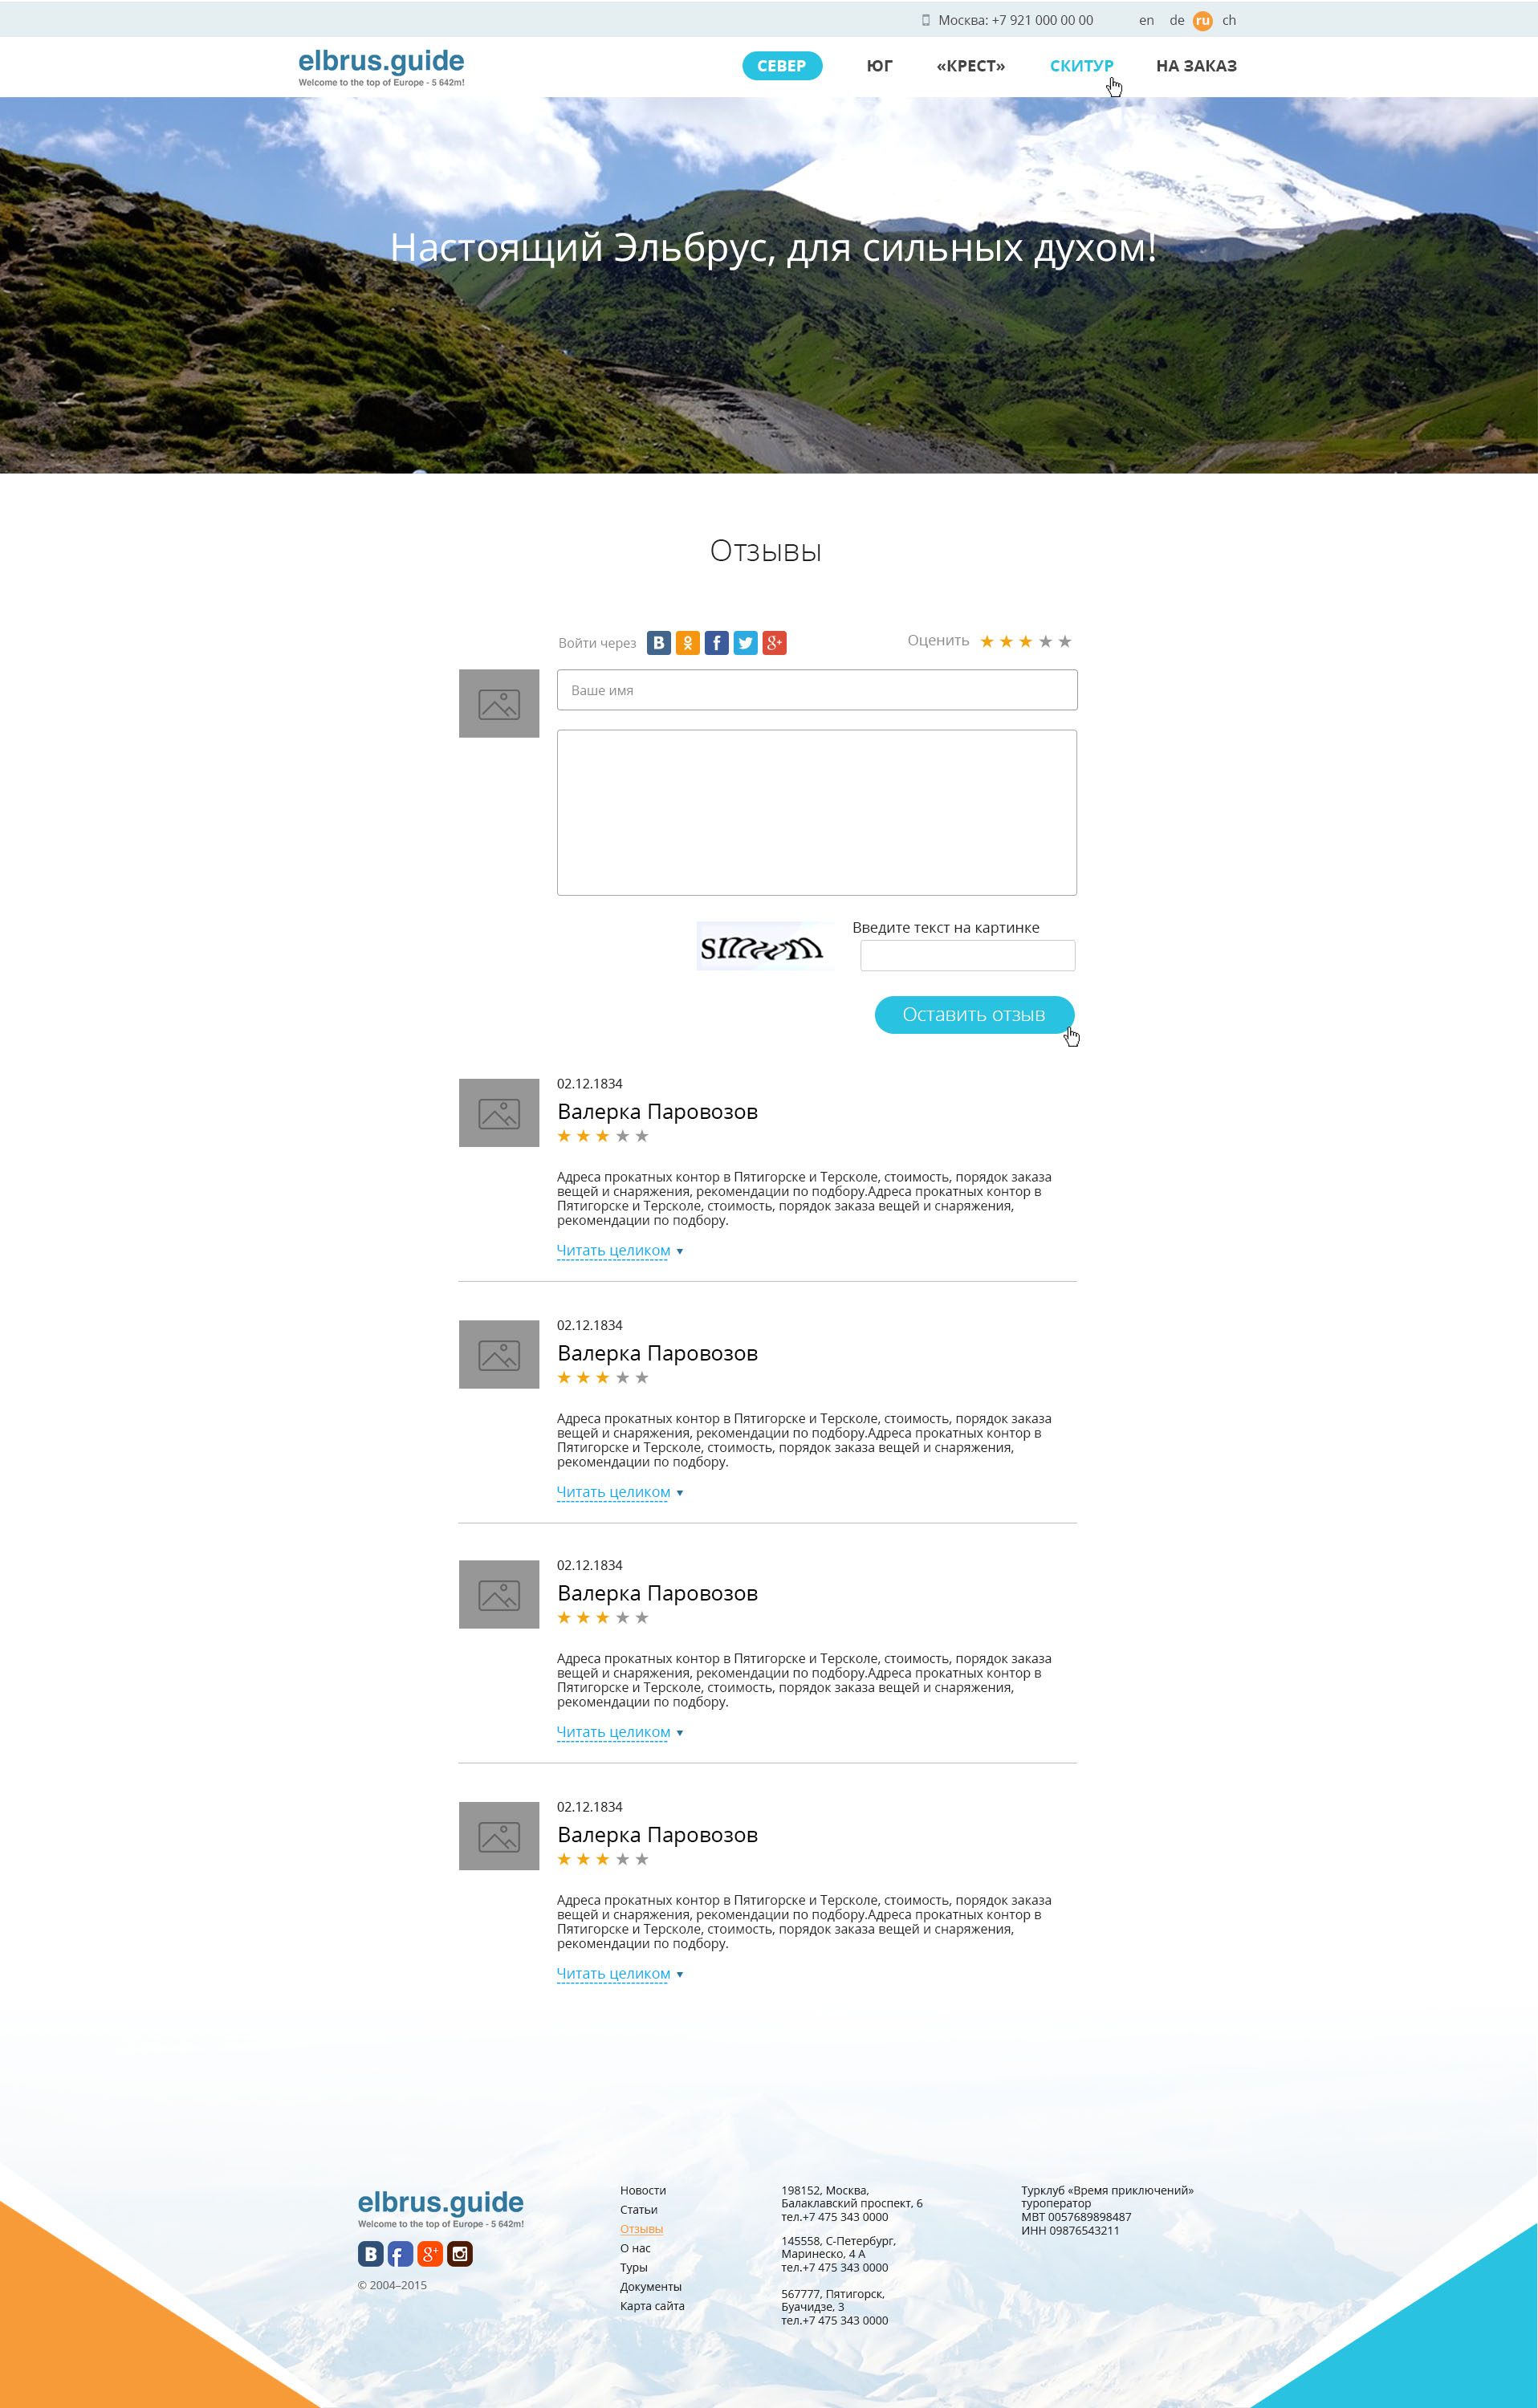 Москва: +7 921 000 00 00 en de ru ch
elbrus.guide
Welcome to the top of Europe - 5 642m!
СЕВЕР ЮГ «КРЕСТ» СКИТУР НА ЗАКАЗ
Настоящий Эльбрус, для сильных духом!
Отзывы
Войти через
Оценить
Ваше имя
Введите текст на картинке
Оставить отзыв
02.12.1834
Валерка Паровозов
Адреса прокатных контор в Пятигорске и Терсколе, стоимость, порядок заказа
вещей и снаряжения, рекомендации по подбору.Адреса прокатных контор в
Пятигорске и Терсколе, стоимость, порядок заказа вещей и снаряжения,
рекомендации по подбору.
Читать целиком
02.12.1834
Валерка Паровозов
Адреса прокатных контор в Пятигорске и Терсколе, стоимость, порядок заказа
вещей и снаряжения, рекомендации по подбору.Адреса прокатных контор в
Пятигорске и Терсколе, стоимость, порядок заказа вещей и снаряжения,
рекомендации по подбору.
Читать целиком
02.12.1834
Валерка Паровозов
Адреса прокатных контор в Пятигорске и Терсколе, стоимость, порядок заказа
вещей и снаряжения, рекомендации по подбору.Адреса прокатных контор в
Пятигорске и Терсколе, стоимость, порядок заказа вещей и снаряжения,
рекомендации по подбору.
Читать целиком
02.12.1834
Валерка Паровозов
Адреса прокатных контор в Пятигорске и Терсколе, стоимость, порядок заказа
вещей и снаряжения, рекомендации по подбору.Адреса прокатных контор в
Пятигорске и Терсколе, стоимость, порядок заказа вещей и снаряжения,
рекомендации по подбору.
Читать целиком
elbrus.guide
Welcome to the top of Europe - 5 642m!
© 2004–2015
Новости
Статьи
Отзывы
О нас
Туры
Документы
Карта сайта
198152, Москва,
Балаклавский проспект, 6
тел.+7 475 343 0000
145558, С-Петербург,
Маринеско, 4 А
тел.+7 475 343 0000
567777, Пятигорск,
Буачидзе, 3
тел.+7 475 343 0000
Турклуб «Время приключений»
туроператор
МВТ 0057689898487
ИНН 09876543211